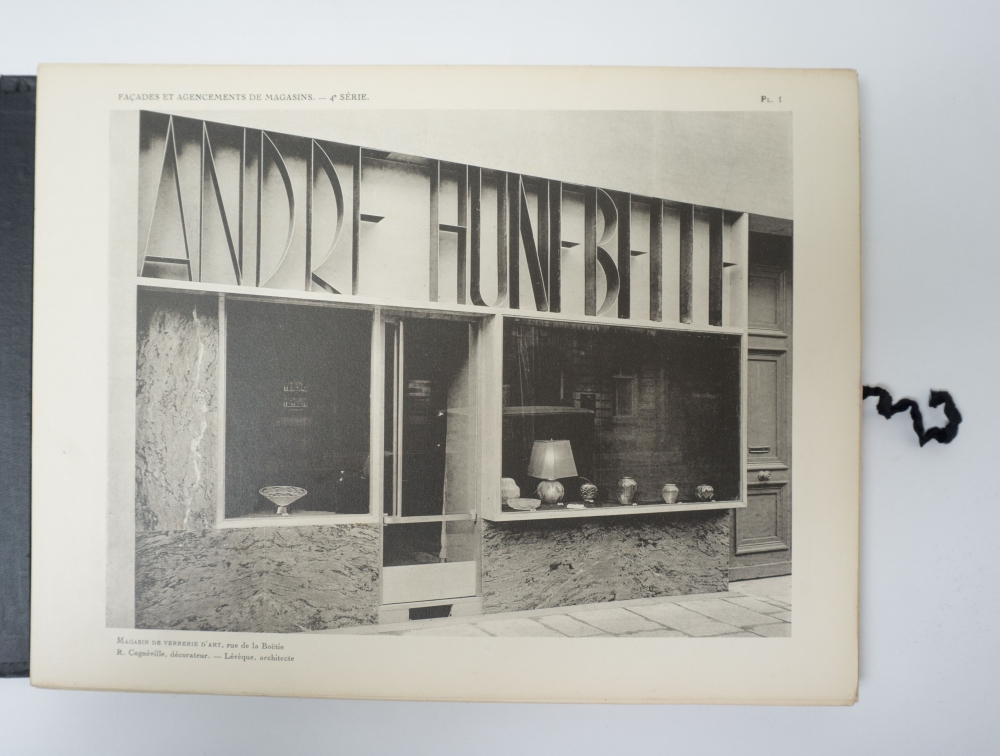 FAÇADES ET AGENCEMENTS DE MAGASINS. — 4e SÉRIE.
PL. 1
ANDRE HUNEBELLE
MAGASIN DE VERRERIE D'ART, rue de la Boëtie
R. Cogneville, décorateur. — Lévêque, architecte